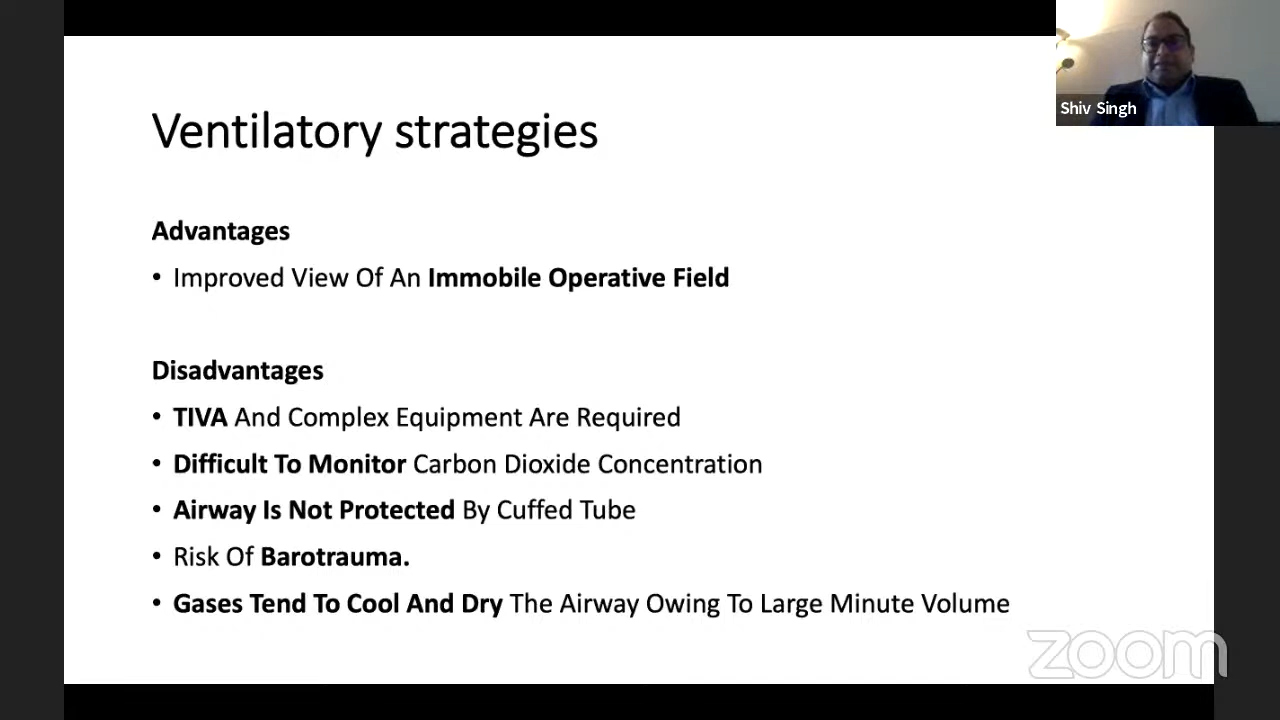 Shiv Singh
Ventilatory strategies
Advantages
• Improved View Of An Immobile Operative Field
Disadvantages
• TIVA And Complex Equipment Are Required
• Difficult To Monitor Carbon Dioxide Concentration
• Airway Is Not Protected By Cuffed Tube
• Risk Of Barotrauma.
• Gases Tend To Cool And Dry The Airway Owing To Large Minute Volume
zoom